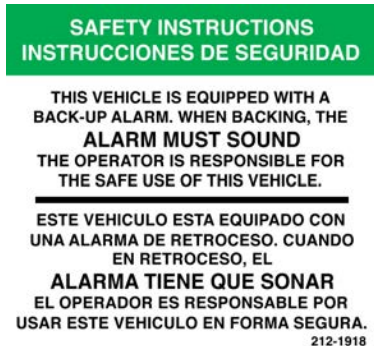 SAFETY INSTRUCTIONS
INSTRUCCIONES DE SEGURIDAD
THIS VEHICLE IS EQUIPPED WITH A
BACK-UP ALARM. WHEN BACKING, THE
ALARM MUST SOUND
THE OPERATOR IS RESPONSIBLE FOR
THE SAFE USE OF THIS VEHICLE.
ESTE VEHICULO ESTA EQUIPADO CON
UNA ALARMA DE RETROCESO. CUANDO
EN RETROCESO, EL
ALARMA TIENE QUE SONAR
EL OPERADOR ES RESPONSABLE POR
USAR ESTE VEHICULO EN FORMA SEGURA.
212-1918